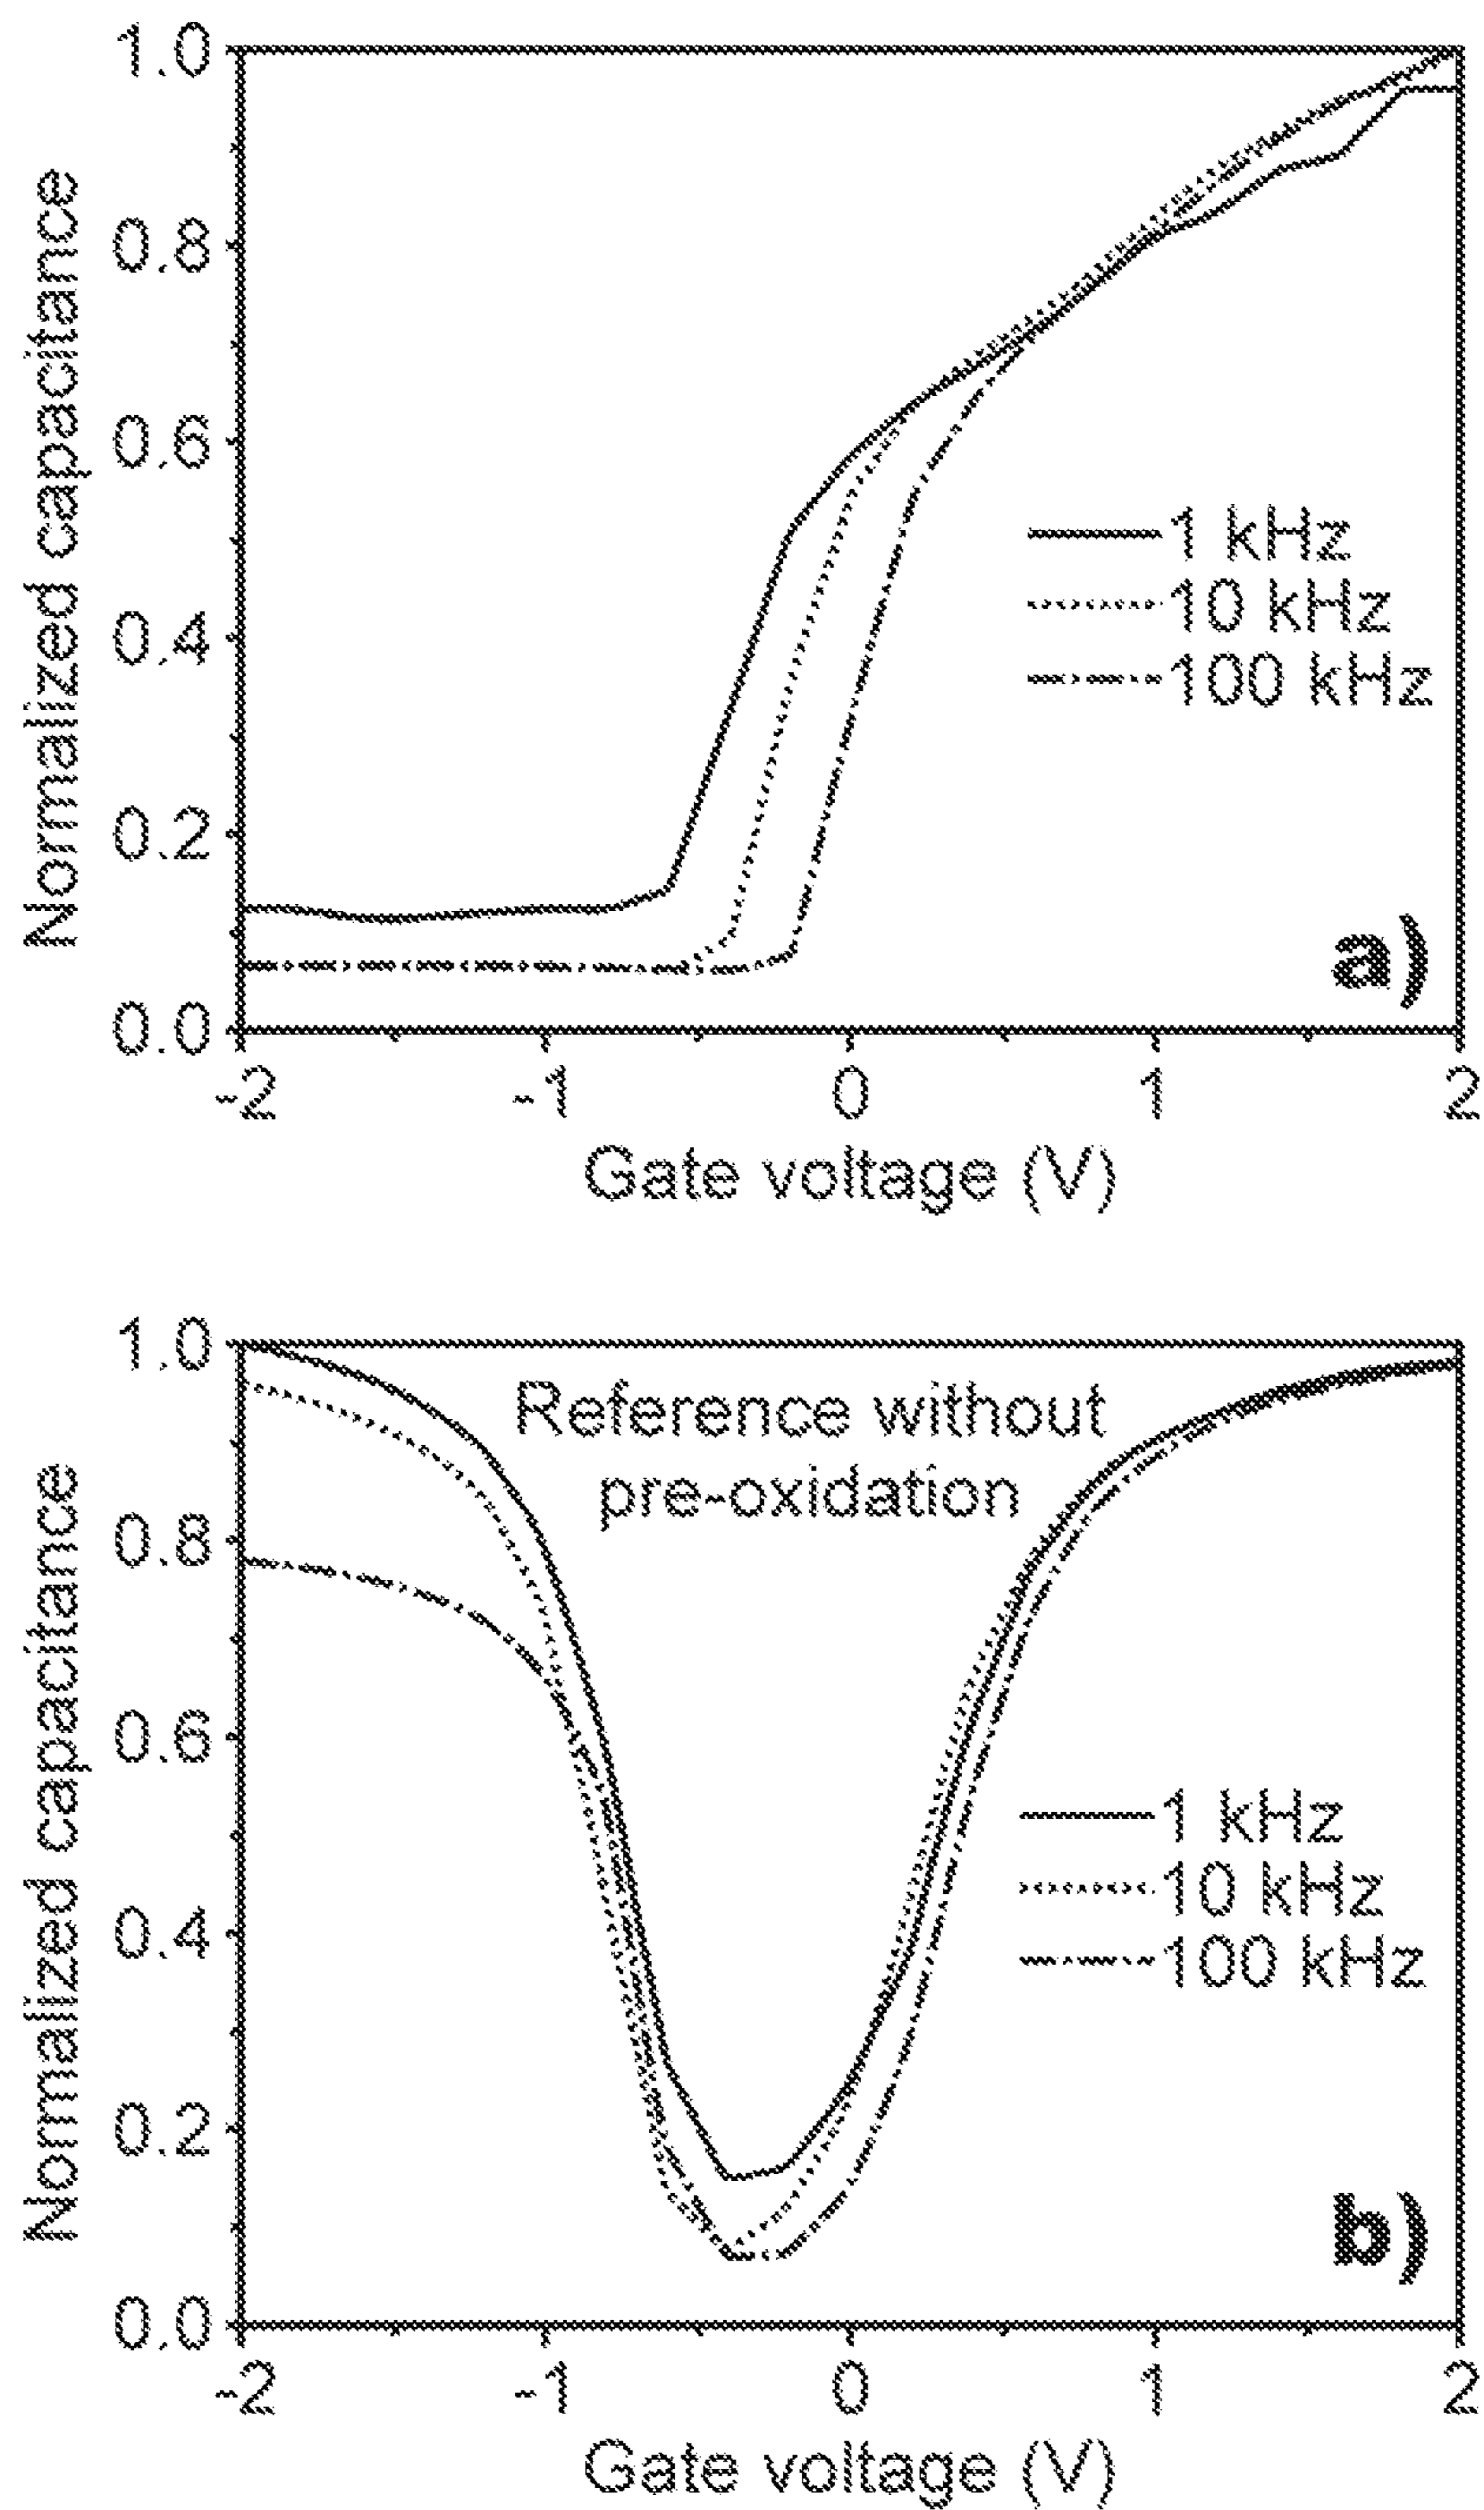 Normalized capacitance
1.0
0.8
0.6
0.4
0.2
0.0
1 kHz
10 kHz
100 kHz
a)
-2 -1 0 1 2
Gate voltage (V)
Normalized capacitance
1.0
0.8
0.6
0.4
0.2
0.0
Reference without
pre-oxidation
1 kHz
10 kHz
100 kHz
b)
-2 -1 0 1 2
Gate voltage (V)